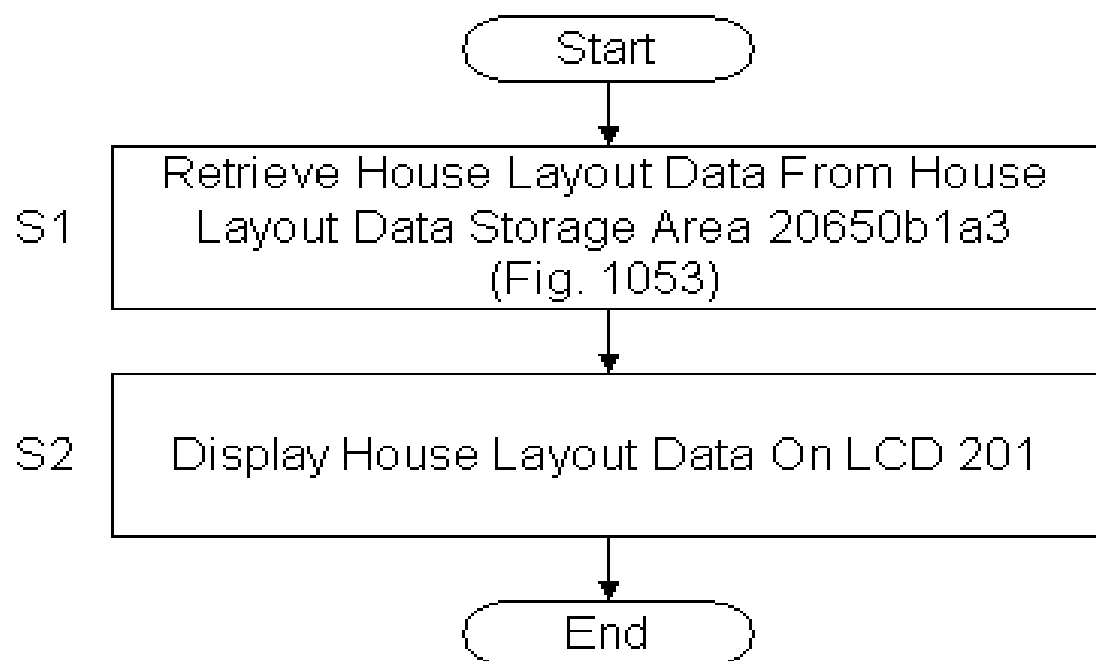 Start
S1
Retrieve House Layout Data From House
Layout Data Storage Area 20650b1a3
(Fig. 1053)
S2
Display House Layout Data On LCD 201
End